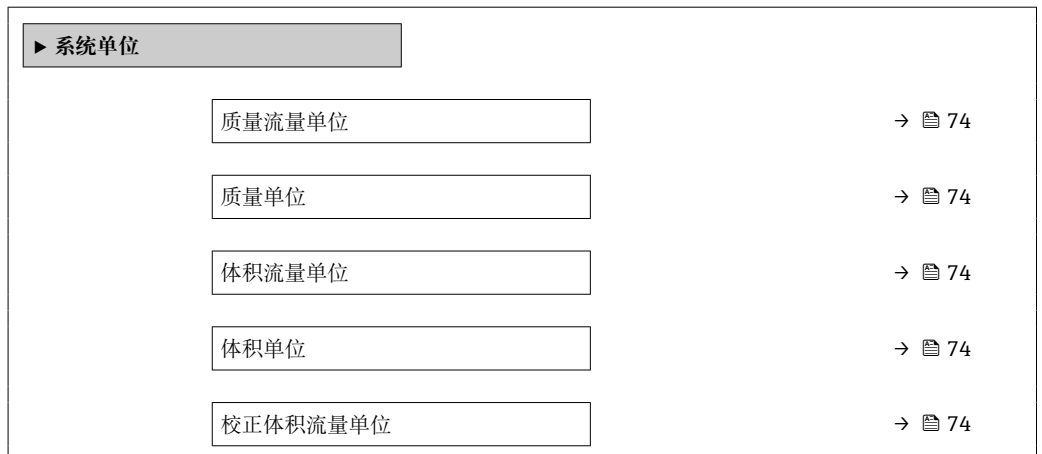 ▶ 系统单位
质量流量单位 → 🖹 74
质量单位 → 🖹 74
体积流量单位 → 🖹 74
体积单位 → 🖹 74
校正体积流量单位 → 🖹 74